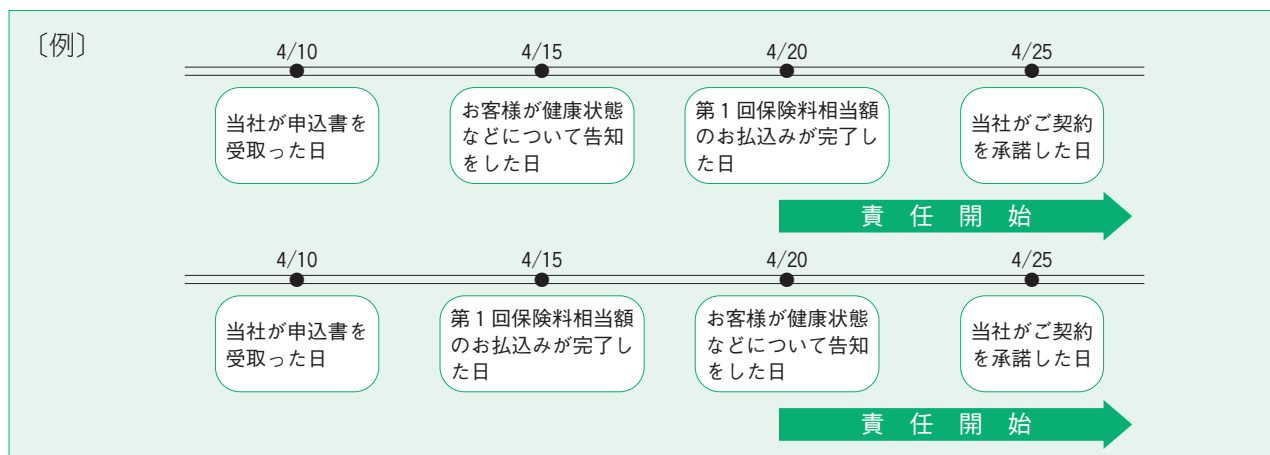 〔例〕
4/10 4/15 4/20 4/25
当社が申込書を
受取った日
お客様が健康状態
などについて告知
をした日
第1回保険料相当額
のお払込みが完了し
た日
当社がご契約
を承諾した日
責任開始
4/10 4/15 4/20 4/25
当社が申込書を
受取った日
第1回保険料相当額
のお払込みが完了し
た日
お客様が健康状態
などについて告知
をした日
当社がご契約
を承諾した日
責任開始